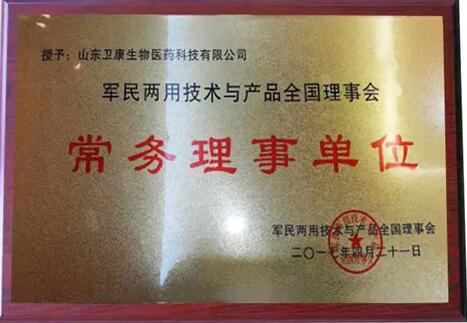 授予：山东卫康生物医药科技有限公司
军民两用技术与产品全国理事会
常务理事单位
军民两用技术与产品全国理事会
二〇一七年四月二十一日